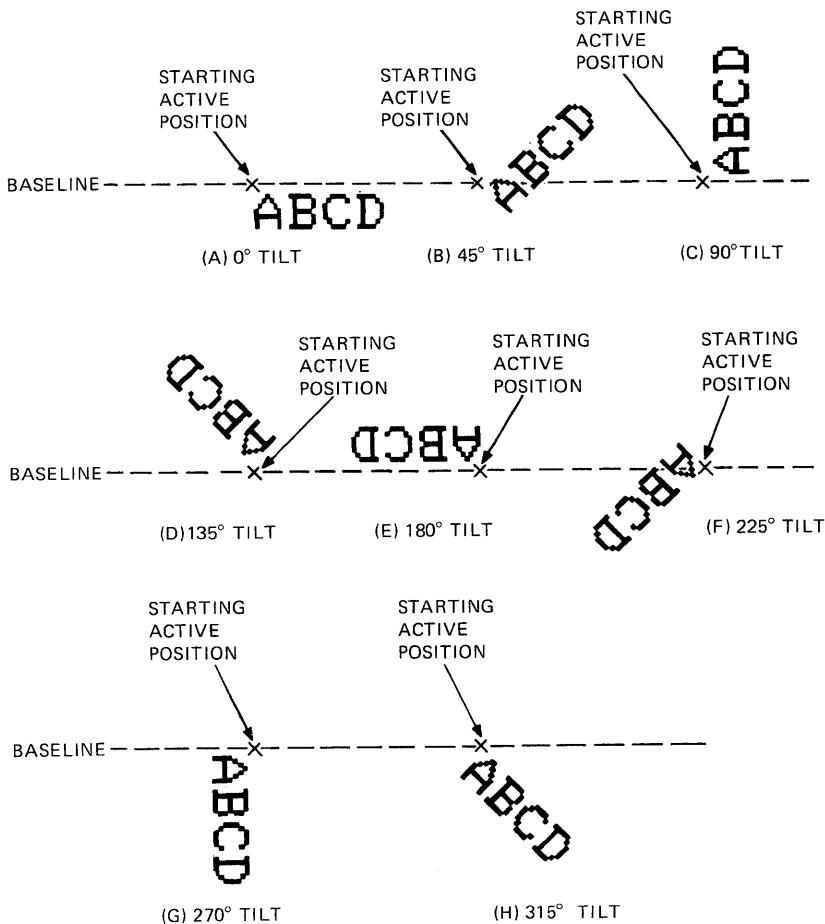 STARTING
ACTIVE
POSITION
STARTING
ACTIVE
POSITION
STARTING
ACTIVE
POSITION
BASELINE
ABCD
ABCD
ABCD
(A) 0° TILT
(B) 45° TILT
(C) 90° TILT
STARTING
ACTIVE
POSITION
STARTING
ACTIVE
POSITION
STARTING
ACTIVE
POSITION
BASELINE
ABCD
ABCD
ABCD
(D) 135° TILT
(E) 180° TILT
(F) 225° TILT
STARTING
ACTIVE
POSITION
STARTING
ACTIVE
POSITION
BASELINE
ABCD
ABCD
(G) 270° TILT
(H) 315° TILT